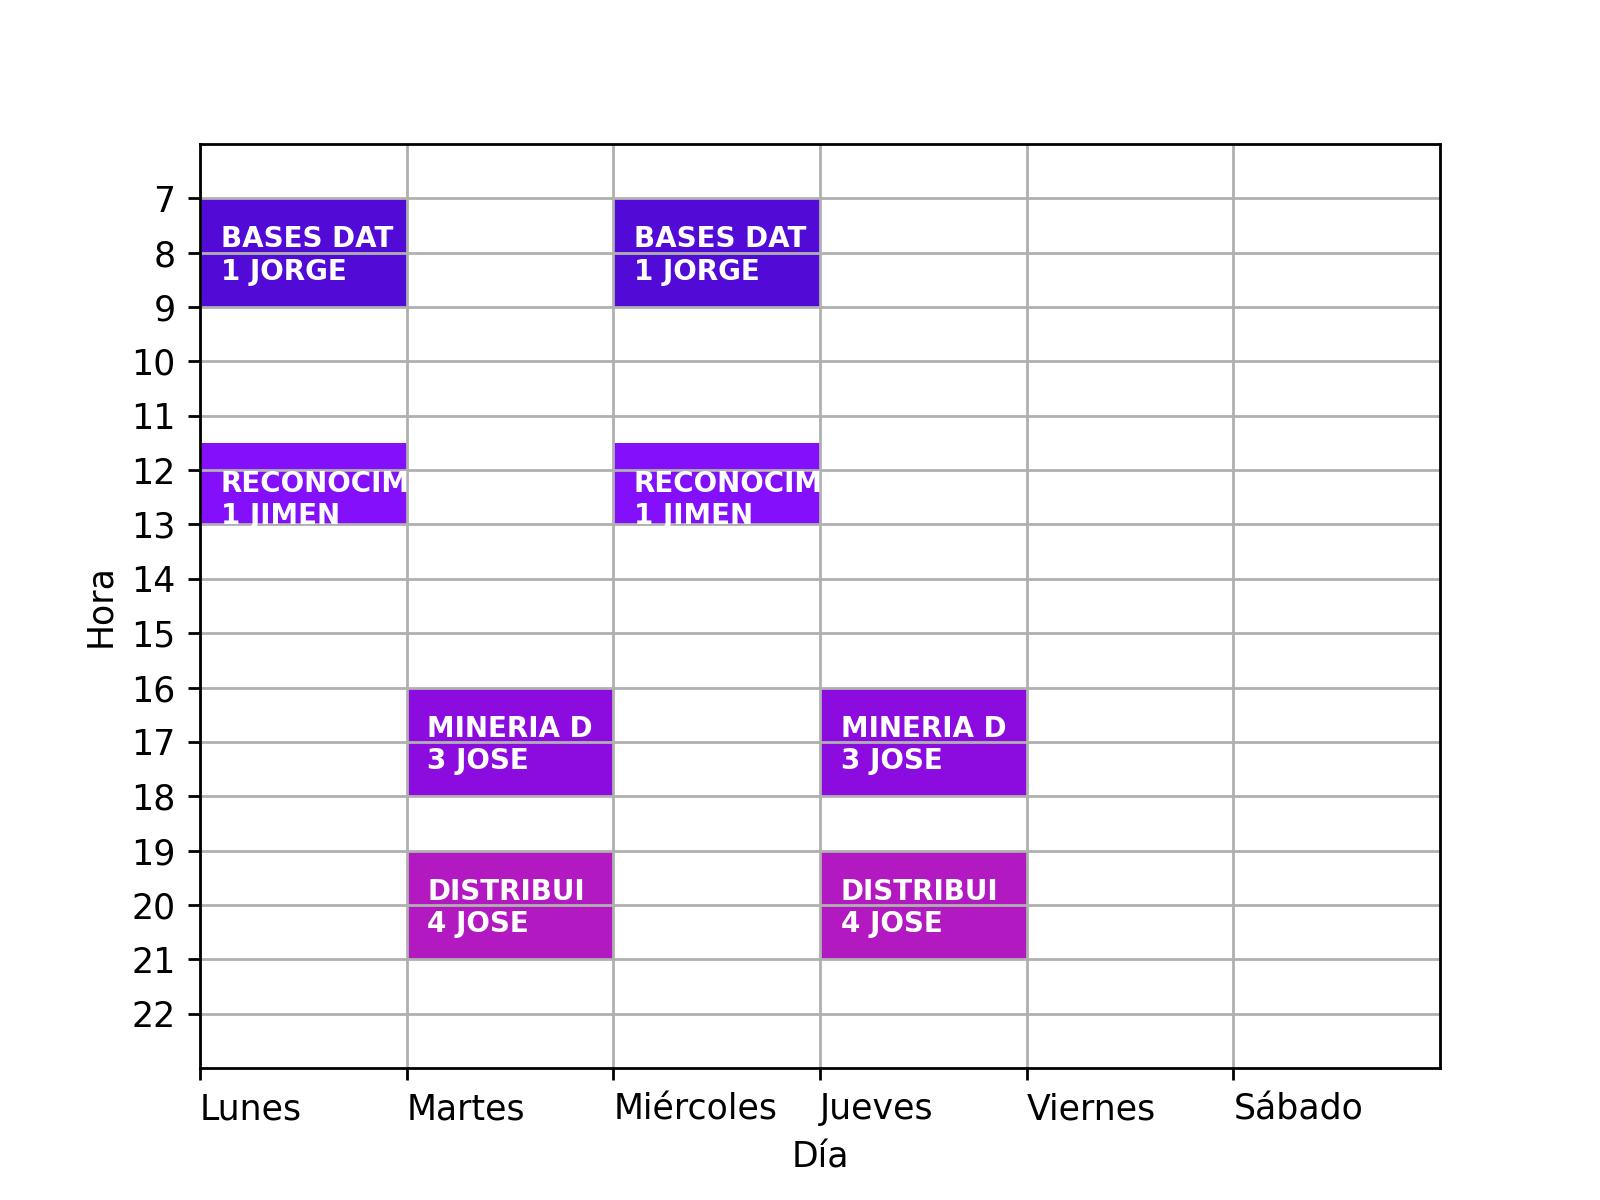 7
8
9
10
11
12
13
14
15
16
17
18
19
20
21
22
Hora
BASES DAT
1 JORGE
BASES DAT
1 JORGE
RECONOCIM
1 JIMEN
RECONOCIM
1 JIMEN
MINERIA D
3 JOSE
MINERIA D
3 JOSE
DISTRIBUI
4 JOSE
DISTRIBUI
4 JOSE
Lunes
Martes
Miércoles
Jueves
Viernes
Sábado
Día